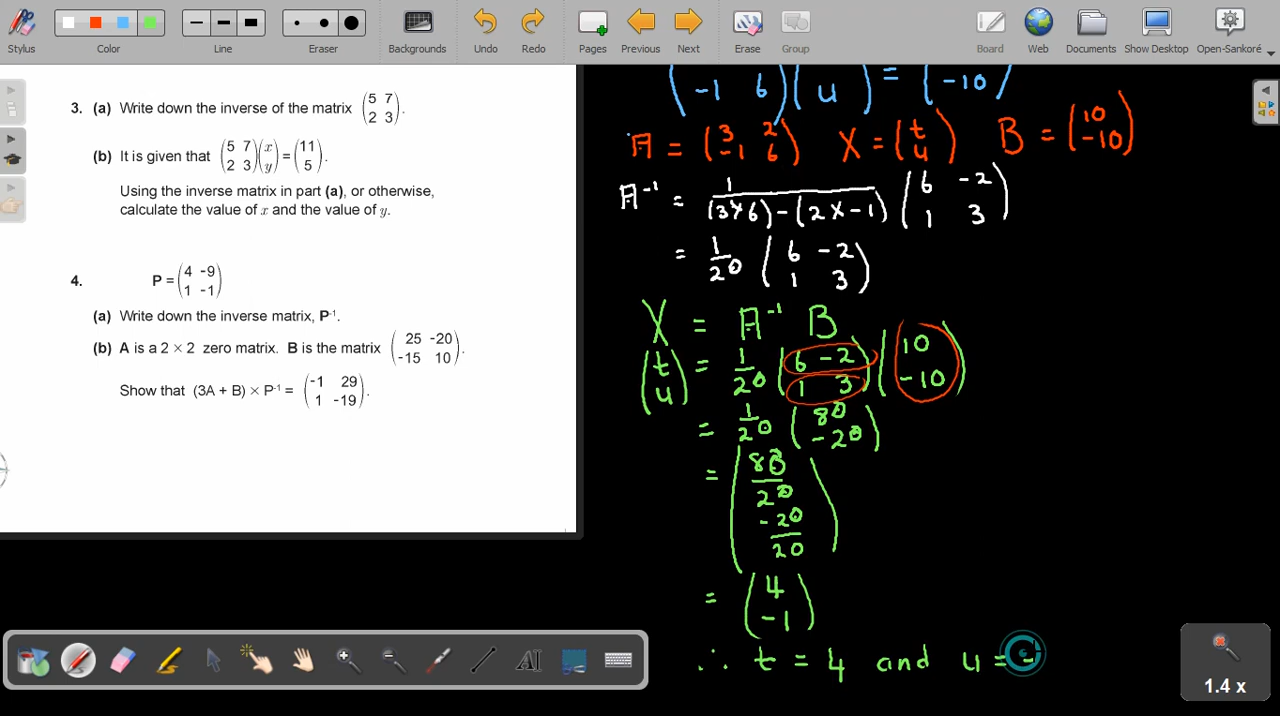 Stylus Color Line Eraser Backgrounds Undo Redo Pages Previous Next Erase Group Board Web Documents Show Desktop Open-Sankoré
3. (a) Write down the inverse of the matrix (5 7
2 3).
(b) It is given that (5 7
2 3)(x
y) = (11
5).
Using the inverse matrix in part (a), or otherwise,
calculate the value of x and the value of y.
4. P = (4 -9
1 -1)
(a) Write down the inverse matrix, P⁻¹.
(b) A is a 2 × 2 zero matrix. B is the matrix (25 -20
-15 10).
Show that (3A + B) × P⁻¹ = (-1 29
1 -19).
(-1 6)(u) = (-10)
A = (3 2
-1 6) X = (t
u) B = (10
-10)
A⁻¹ = 1
(3×6)-(2×-1) (6 -2
1 3)
= 1
20 (6 -2
1 3)
X = A⁻¹ B
(t
u) = 1
20 (6 -2
1 3)(10
-10)
= 1
20 (80
-20)
= (80
20
-20
20)
= (4
-1)
∴ t = 4 and u = -
1.4 x